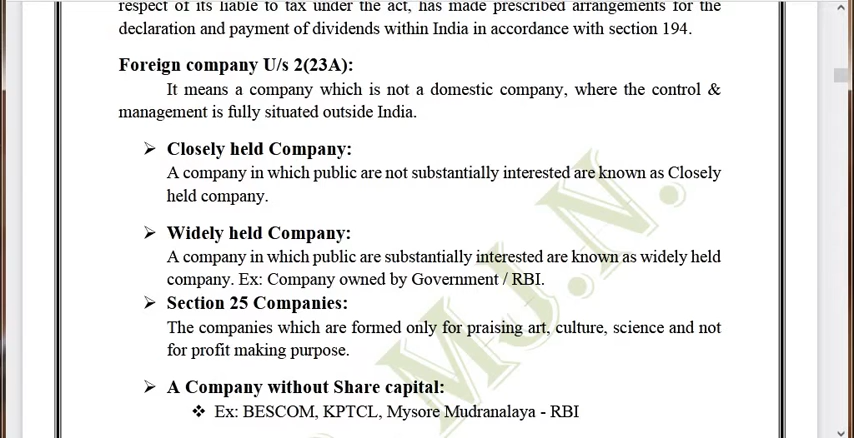 respect of its liable to tax under the act, has made prescribed arrangements for the
declaration and payment of dividends within India in accordance with section 194.
Foreign company U/s 2(23A):
It means a company which is not a domestic company, where the control &
management is fully situated outside India.
➢ Closely held Company:
A company in which public are not substantially interested are known as Closely
held company.
➢ Widely held Company:
A company in which public are substantially interested are known as widely held
company. Ex: Company owned by Government / RBI.
➢ Section 25 Companies:
The companies which are formed only for praising art, culture, science and not
for profit making purpose.
➢ A Company without Share capital:
❖ Ex: BESCOM, KPTCL, Mysore Mudranalaya - RBI
M.J.N.